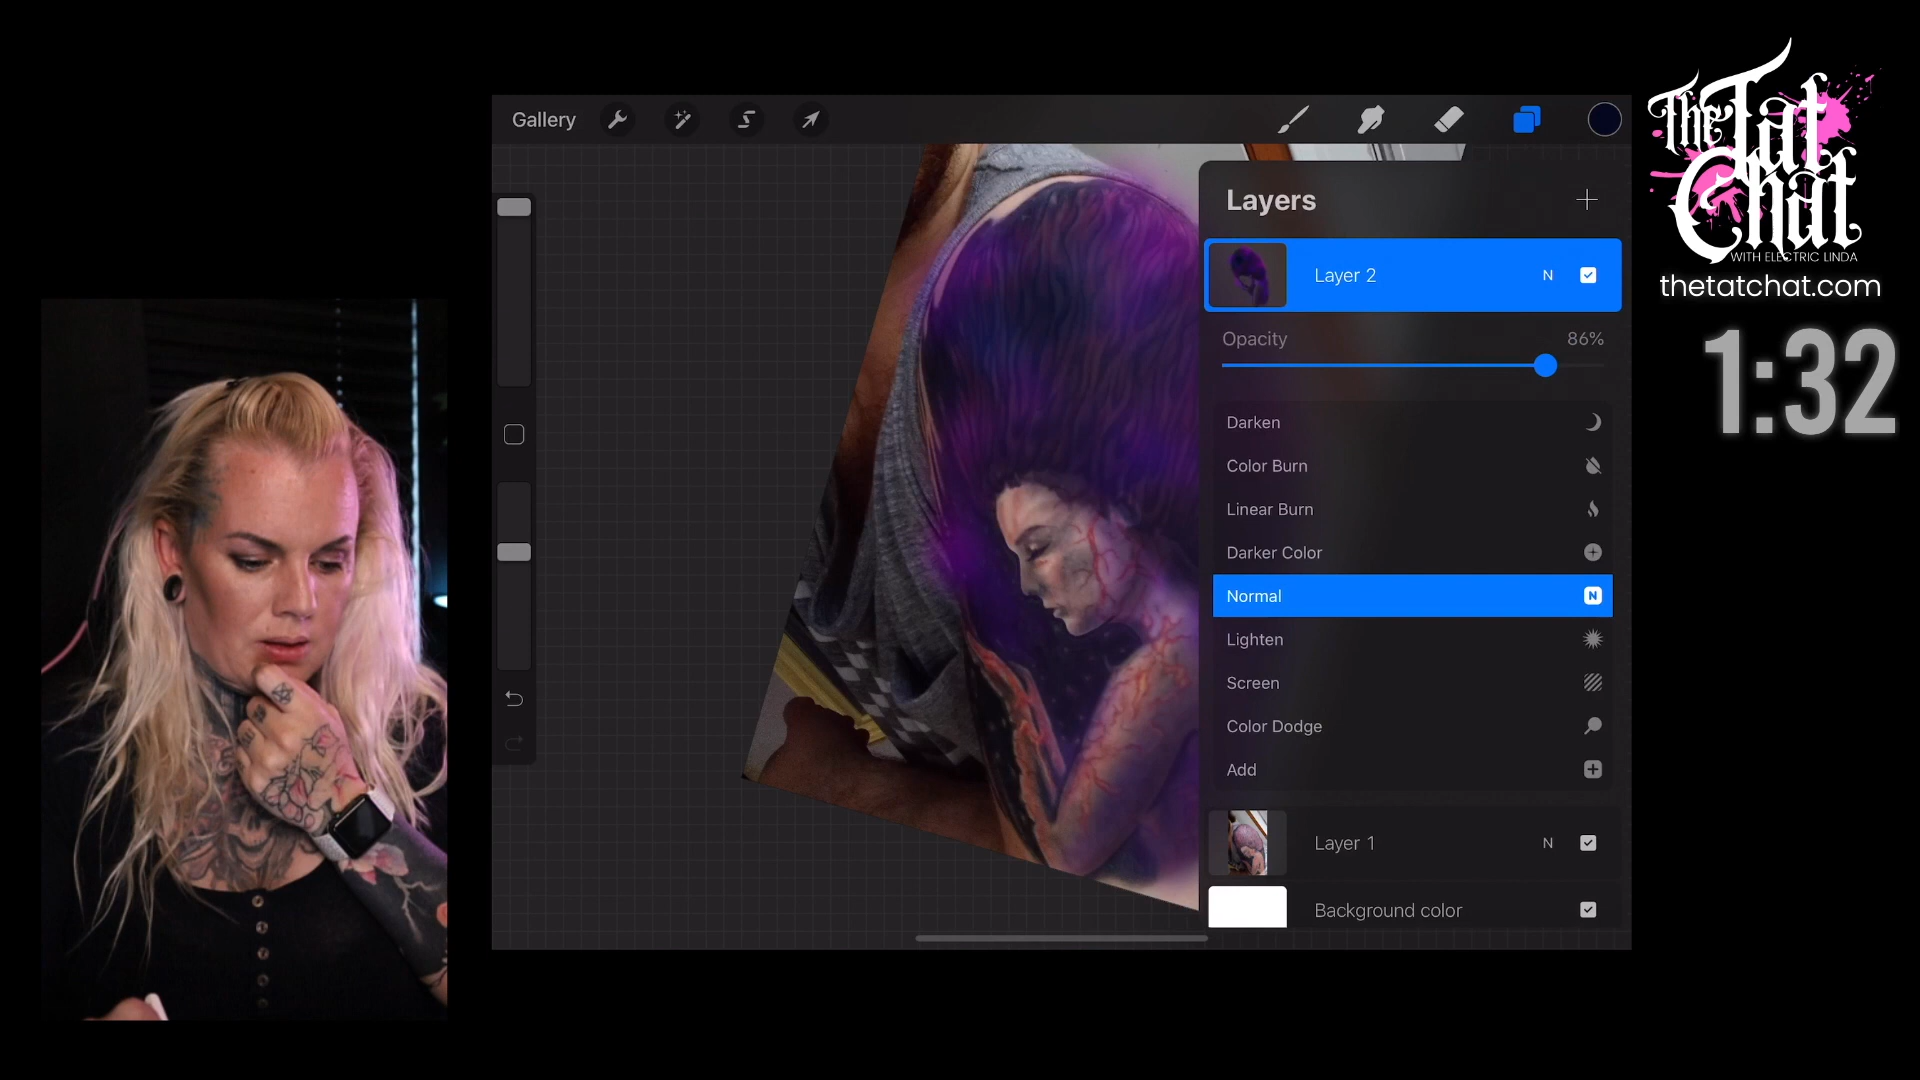 Gallery
Layers
Layer 2 N
Opacity 86%
Darken
Color Burn
Linear Burn
Darker Color
Normal N
Lighten
Screen
Color Dodge
Add
Layer 1 N
Background color
The Tat Chat
WITH ELECTRIC LINDA
thetatchat.com
1:32